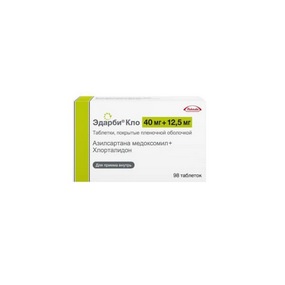 Takeda
Эдарби® Кло 40 мг + 12,5 мг
Таблетки, покрытые пленочной оболочкой
Азилсартана медоксомил+
Хлорталидон
Для приема внутрь
98 таблеток